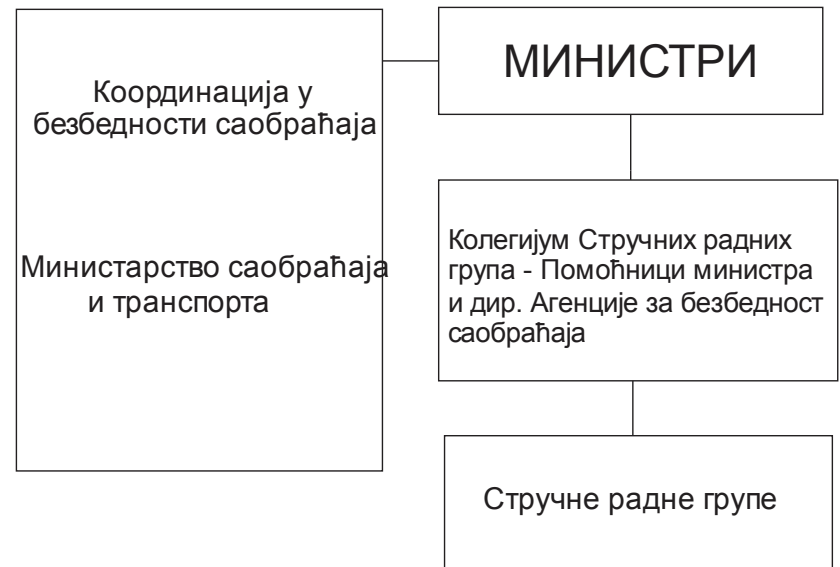 Координација у
безбедности саобраћаја
Министарство саобраћаја
и транспорта
МИНИСТРИ
Колегијум Стручних радних
група - Помоћници министра
и дир. Агенције за безбедност
саобраћаја
Стручне радне групе